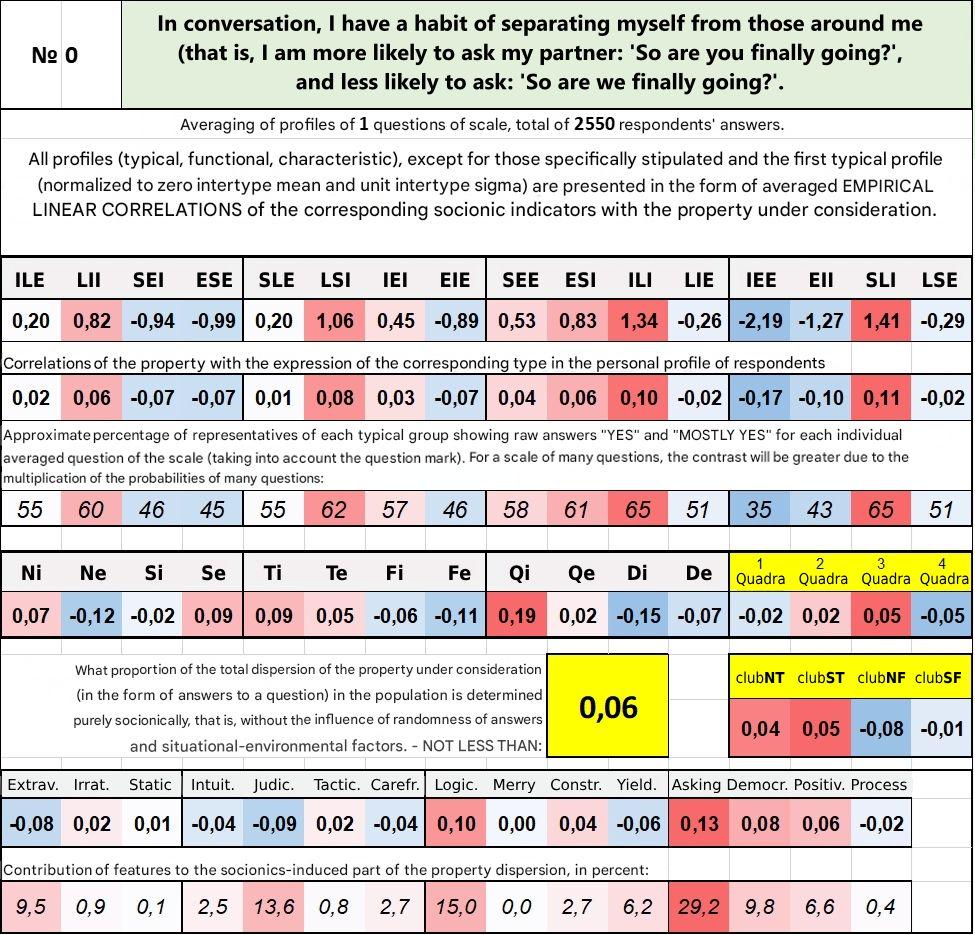 № 0
In conversation, I have a habit of separating myself from those around me
(that is, I am more likely to ask my partner: 'So are you finally going?',
and less likely to ask: 'So are we finally going?'.
Averaging of profiles of 1 questions of scale, total of 2550 respondents' answers.
All profiles (typical, functional, characteristic), except for those specifically stipulated and the first typical profile
(normalized to zero intertype mean and unit intertype sigma) are presented in the form of averaged EMPIRICAL
LINEAR CORRELATIONS of the corresponding socionic indicators with the property under consideration.
ILE LII SEI ESE SLE LSI IEI EIE SEE ESI ILI LIE IEE EII SLI LSE
0,20 0,82 -0,94 -0,99 0,20 1,06 0,45 -0,89 0,53 0,83 1,34 -0,26 -2,19 -1,27 1,41 -0,29
Correlations of the property with the expression of the corresponding type in the personal profile of respondents
0,02 0,06 -0,07 -0,07 0,01 0,08 0,03 -0,07 0,04 0,06 0,10 -0,02 -0,17 -0,10 0,11 -0,02
Approximate percentage of representatives of each typical group showing raw answers "YES" and "MOSTLY YES" for each individual
averaged question of the scale (taking into account the question mark). For a scale of many questions, the contrast will be greater due to the
multiplication of the probabilities of many questions:
55 60 46 45 55 62 57 46 58 61 65 51 35 43 65 51
Ni Ne Si Se Ti Te Fi Fe Qi Qe Di De 1 Quadra 2 Quadra 3 Quadra 4 Quadra
0,07 -0,12 -0,02 0,09 0,09 0,05 -0,06 -0,11 0,19 0,02 -0,15 -0,07 -0,02 0,02 0,05 -0,05
What proportion of the total dispersion of the property under consideration
(in the form of answers to a question) in the population is determined
purely socionically, that is, without the influence of randomness of answers
and situational-environmental factors. - NOT LESS THAN:
0,06
clubNT clubST clubNF clubSF
0,04 0,05 -0,08 -0,01
Extrav. Irrat. Static Intuit. Judic. Tactic. Carefr. Logic. Merry Constr. Yield. Asking Democr. Positiv. Process
-0,08 0,02 0,01 -0,04 -0,09 0,02 -0,04 0,10 0,00 0,04 -0,06 0,13 0,08 0,06 -0,02
Contribution of features to the socionics-induced part of the property dispersion, in percent:
9,5 0,9 0,1 2,5 13,6 0,8 2,7 15,0 0,0 2,7 6,2 29,2 9,8 6,6 0,4